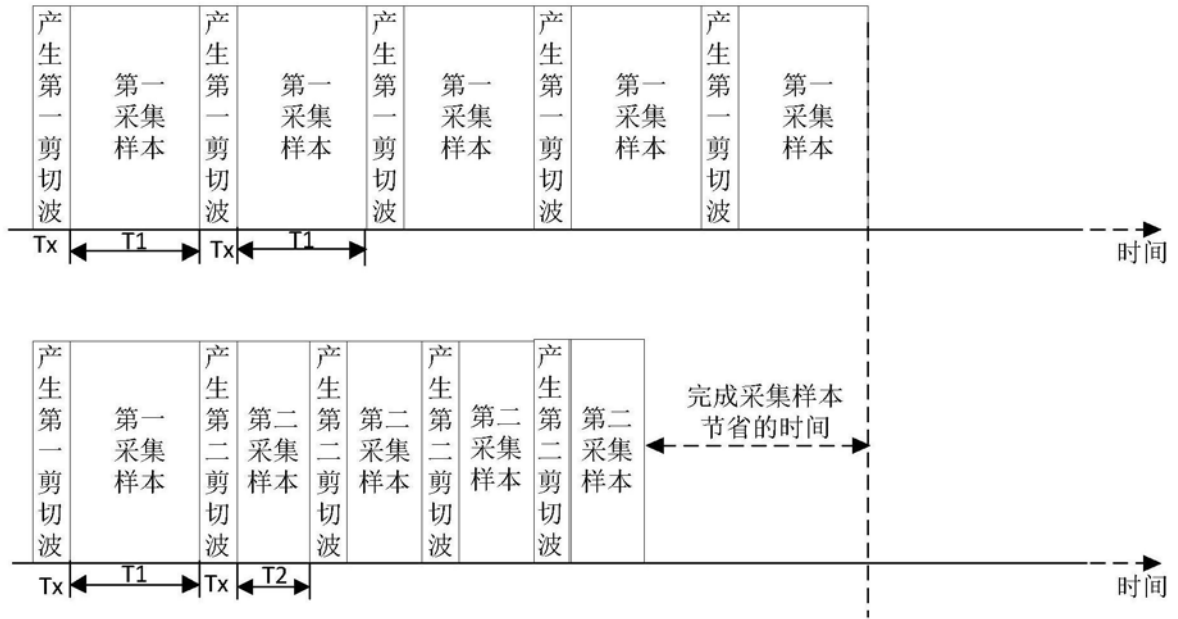 产生第一剪切波
第一
采集
样本
产生第一剪切波
第一
采集
样本
产生第一剪切波
第一
采集
样本
产生第一剪切波
第一
采集
样本
产生第一剪切波
第一
采集
样本
Tx
T1
Tx
T1
时间
产生第一剪切波
第一
采集
样本
产生第二剪切波
第二
采集
样本
产生第二剪切波
第二
采集
样本
产生第二剪切波
第二
采集
样本
产生第二剪切波
第二
采集
样本
完成采集样本
节省的时间
Tx
T1
Tx
T2
时间